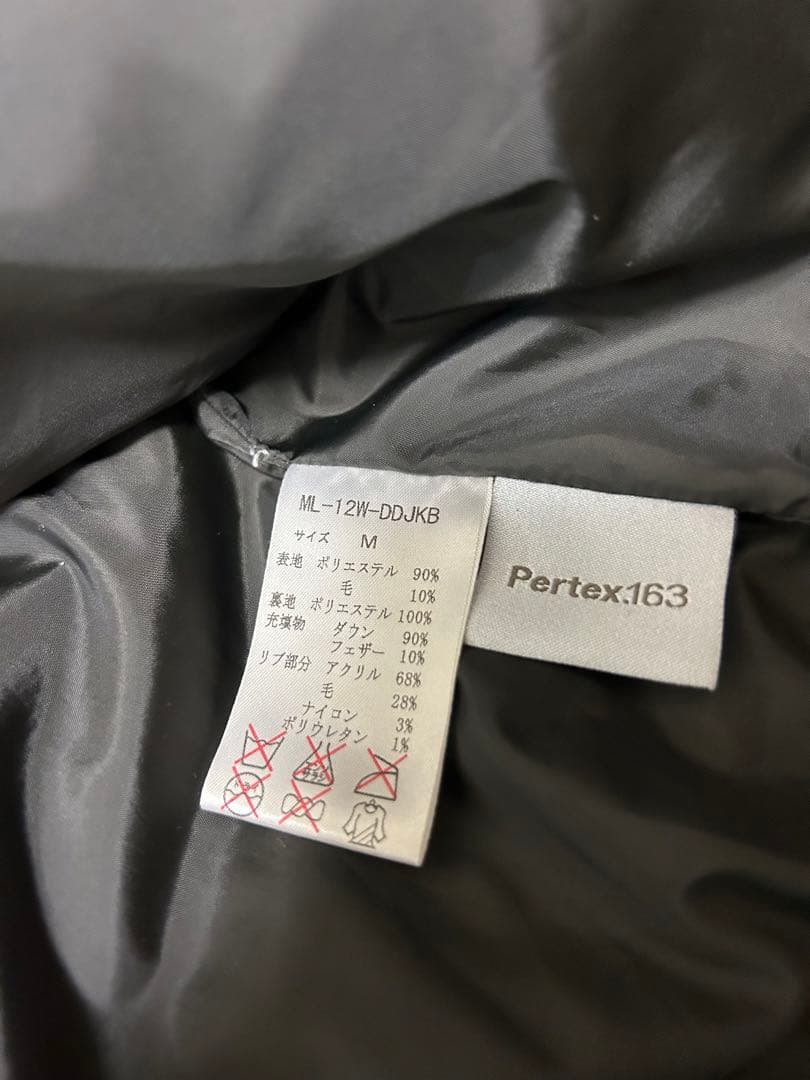 ML-12W-DDJKB
サイズ M
表地 ポリエステル 90%
毛 10%
裏地 ポリエステル 100%
充填物 ダウン 90%
フェザー 10%
リブ部分 アクリル 68%
毛 28%
ナイロン 3%
ポリウレタン 1%
Pertex.163